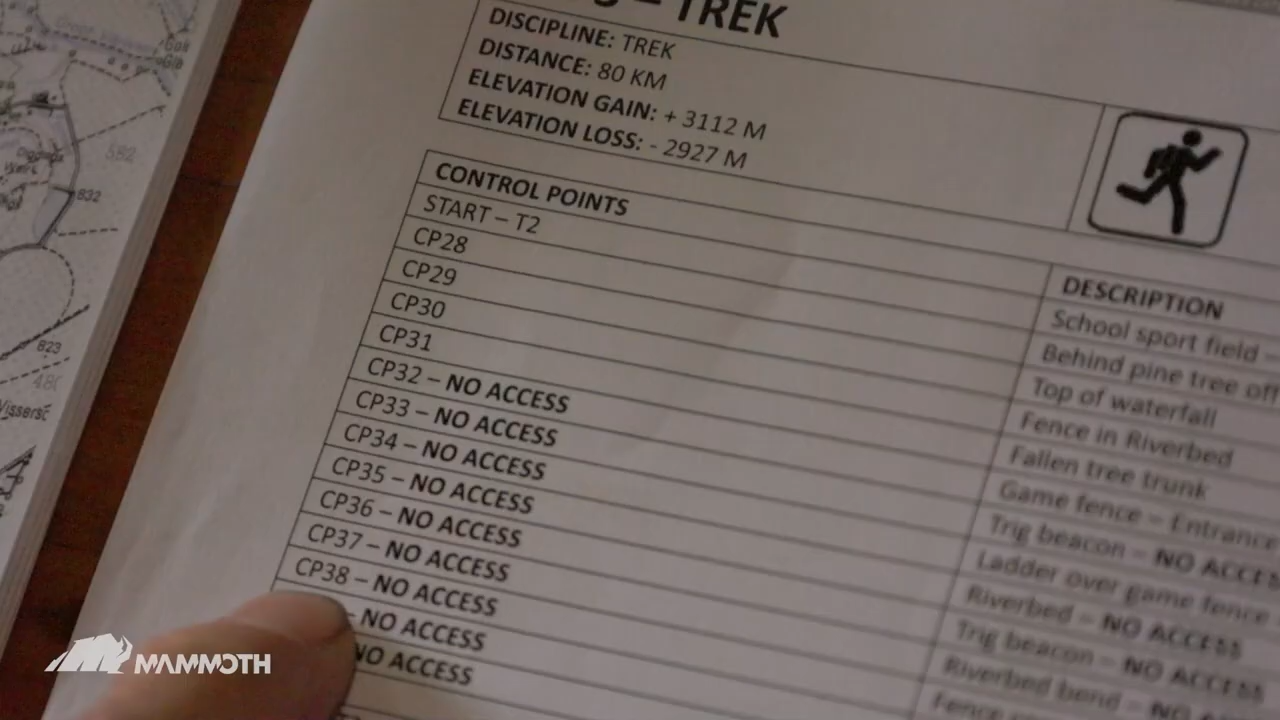 – TREK
DISCIPLINE: TREK
DISTANCE: 80 KM
ELEVATION GAIN: + 3112 M
ELEVATION LOSS: - 2927 M
CONTROL POINTS
DESCRIPTION
START – T2
School sport field –
CP28
Behind pine tree off
CP29
Top of waterfall
CP30
Fence in Riverbed
CP31
Fallen tree trunk
CP32 – NO ACCESS
Game fence – Entrance
CP33 – NO ACCESS
Trig beacon – NO ACCESS
CP34 – NO ACCESS
Ladder over game fence
CP35 – NO ACCESS
Riverbed – NO ACCESS
CP36 – NO ACCESS
Trig beacon – NO ACCESS
CP37 – NO ACCESS
Riverbed bend – NO ACCESS
CP38 – NO ACCESS
Fence
– NO ACCESS
NO ACCESS
582
832
823
MAMMOTH